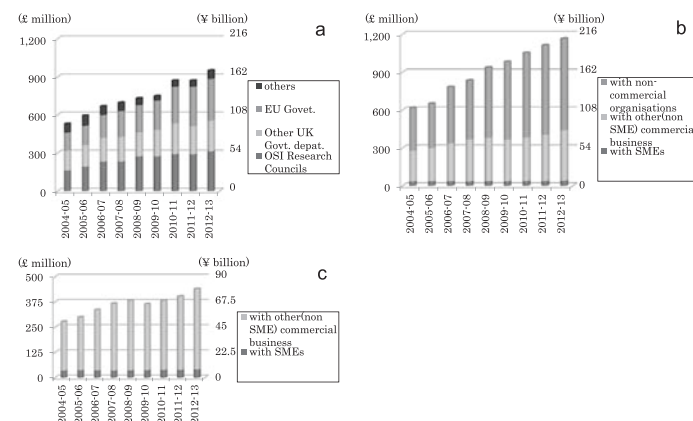 (£ million)
(¥ billion)
a
1,200
900
600
300
0
216
162
108
54
0
2004-05
2005-06
2006-07
2007-08
2008-09
2009-10
2010-11
2011-12
2012-13
others
EU Govet.
Other UK
Govt. depat.
OSI Research
Councils
(£ million)
(¥ billion)
b
1,200
900
600
300
0
216
162
108
54
0
2004-05
2005-06
2006-07
2007-08
2008-09
2009-10
2010-11
2011-12
2012-13
with non-
commercial
organisations
with other(non
SME) commercia
business
with SMEs
(£ million)
(¥ billion)
c
500
375
250
125
0
90
67.5
45
22.5
0
2004-05
2005-06
2006-07
2007-08
2008-09
2009-10
2010-11
2011-12
2012-13
with other(non
SME) commercial
business
with SMEs